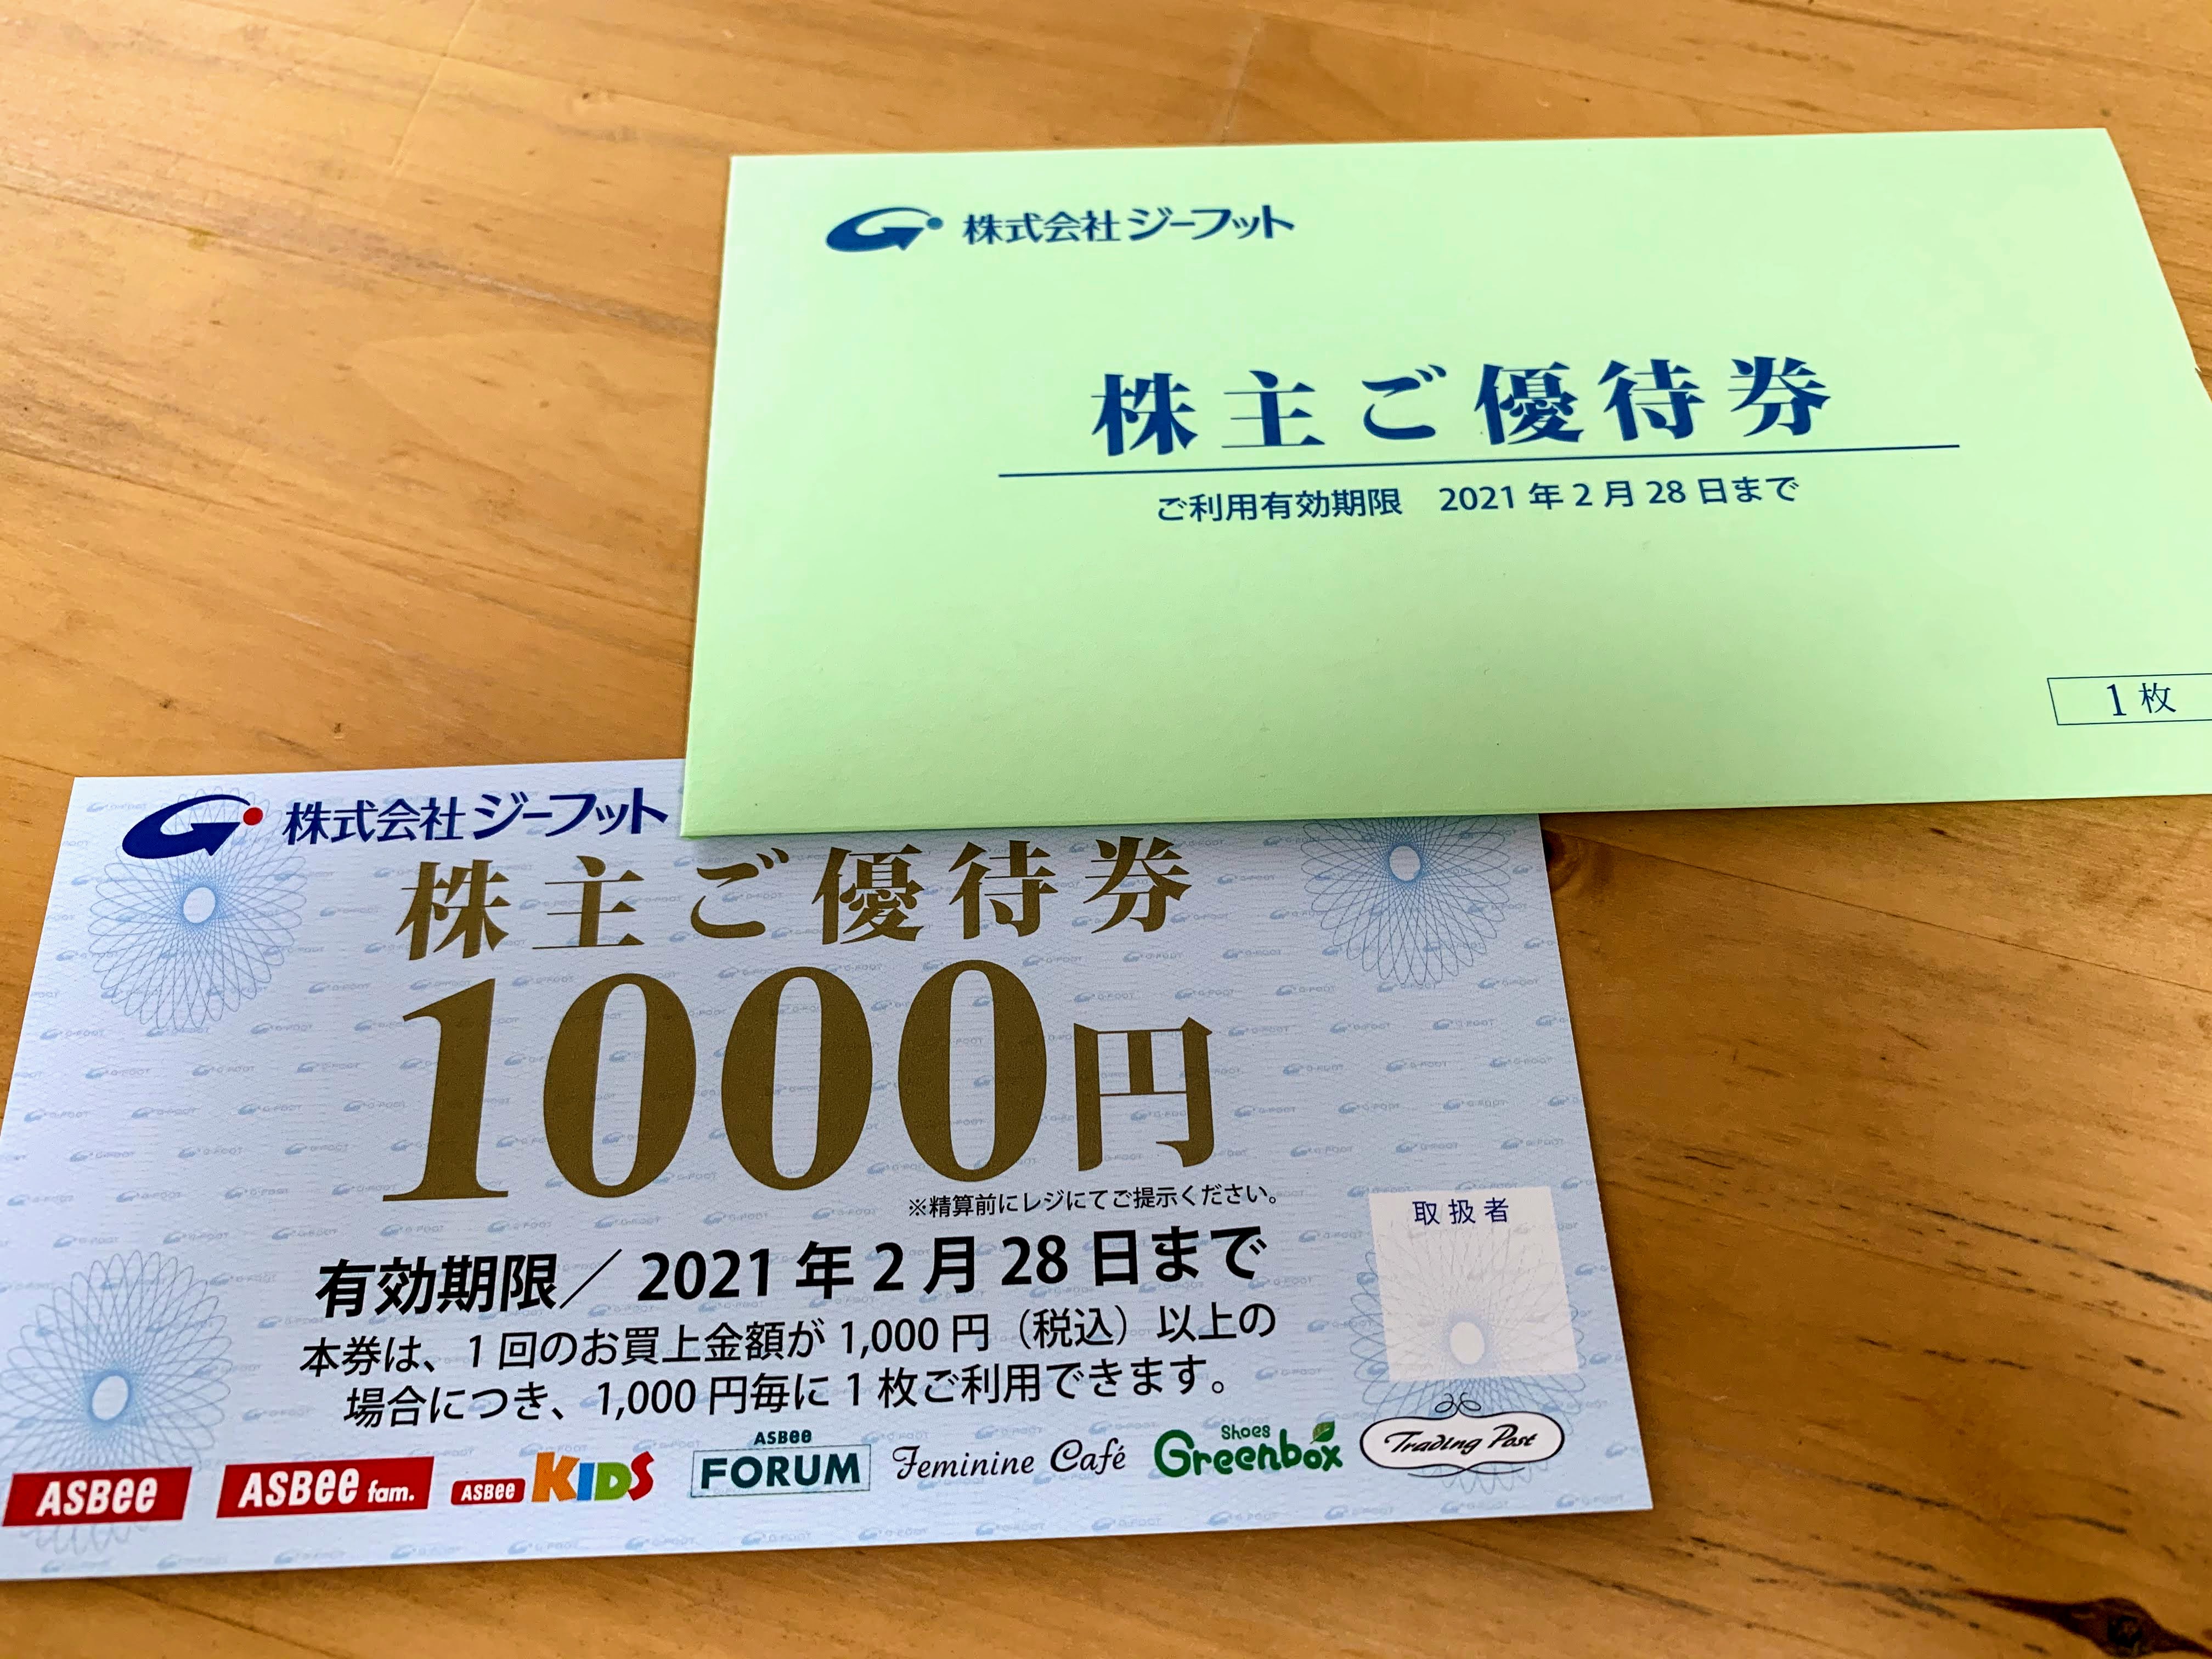 株式会社ジーフット
株主ご優待券
ご利用有効期限 2021年2月28日まで
1枚
株式会社ジーフット
株主ご優待券
1000円
※精算前にレジにてご提示ください。
取扱者
有効期限／2021年2月28日まで
本券は、1回のお買上金額が1,000円（税込）以上の
場合につき、1,000円毎に1枚ご利用できます。
ASBee ASBee fam. ASBee KIDS ASBee FORUM Feminine Café Shoes Greenbox Trading Post